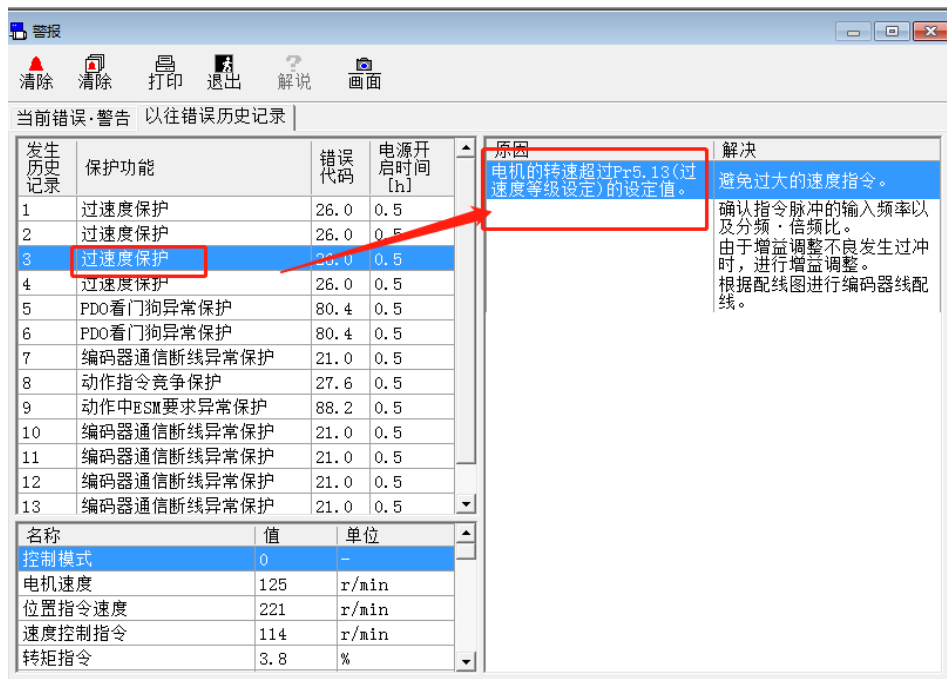 警报
清除 清除 打印 退出 解说 画面
当前错误·警告 以往错误历史记录
发生历史记录 保护功能 错误代码 电源开启时间[h]
1 过速度保护 26.0 0.5
2 过速度保护 26.0 0.5
3 过速度保护 26.0 0.5
4 过速度保护 26.0 0.5
5 PDO看门狗异常保护 80.4 0.5
6 PDO看门狗异常保护 80.4 0.5
7 编码器通信断线异常保护 21.0 0.5
8 动作指令竞争保护 27.6 0.5
9 动作中ESM要求异常保护 88.2 0.5
10 编码器通信断线异常保护 21.0 0.5
11 编码器通信断线异常保护 21.0 0.5
12 编码器通信断线异常保护 21.0 0.5
13 编码器通信断线异常保护 21.0 0.5
名称 值 单位
控制模式 0 -
电机速度 125 r/min
位置指令速度 221 r/min
速度控制指令 114 r/min
转矩指令 3.8 %
原因 解决
电机的转速超过Pr5.13(过
速度等级设定)的设定值。
避免过大的速度指令。
确认指令脉冲的输入频率以
及分频·倍频比。
由于增益调整不良发生过冲
时，进行增益调整。
根据配线图进行编码器线配
线。